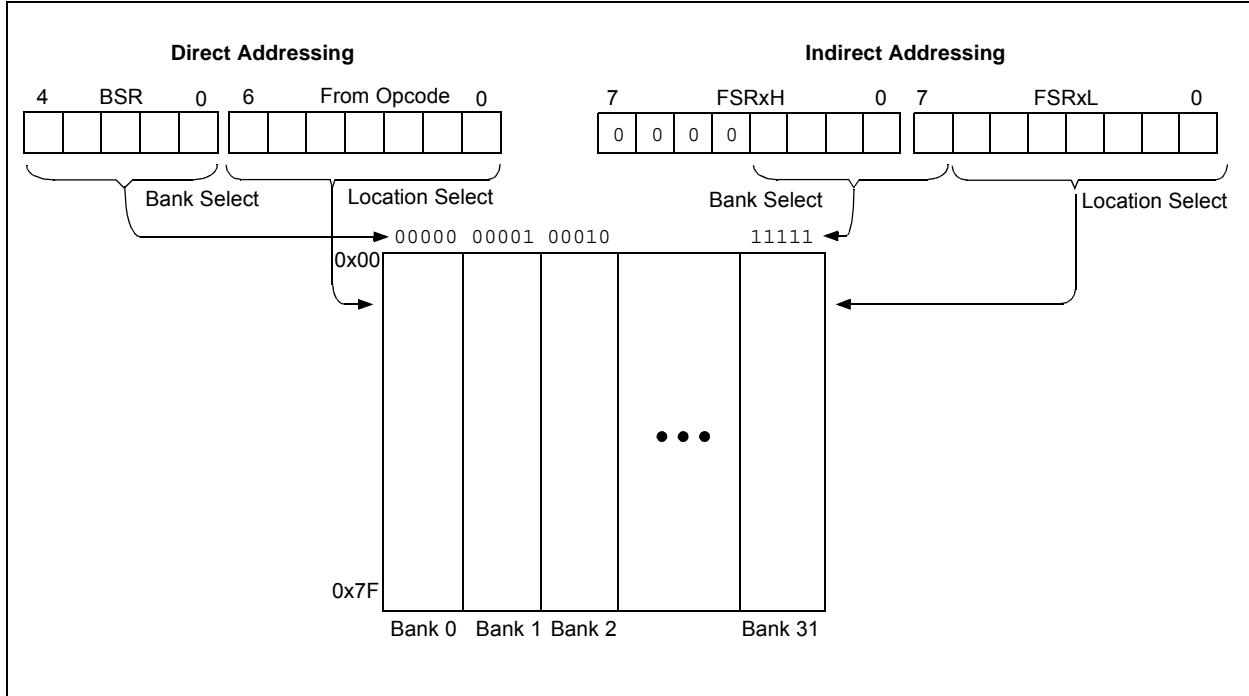 Direct Addressing
Indirect Addressing
4 BSR 0 6 From Opcode 0
7 FSRxH 0 7 FSRxL 0
0 0 0 0
Bank Select
Location Select
Bank Select
Location Select
00000 00001 00010 11111
0x00
0x7F
Bank 0 Bank 1 Bank 2 Bank 31